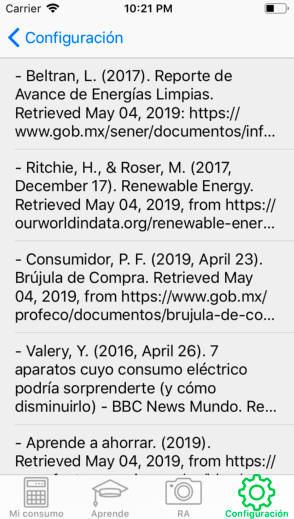 Carrier 10:21 PM
Configuración
- Beltran, L. (2017). Reporte de
Avance de Energías Limpias.
Retrieved May 04, 2019: https://
www.gob.mx/sener/documentos/inf...
- Ritchie, H., & Roser, M. (2017,
December 17). Renewable Energy.
Retrieved May 04, 2019, from https://
ourworldindata.org/renewable-ener...
- Consumidor, P. F. (2019, April 23).
Brújula de Compra. Retrieved May
04, 2019, from https://www.gob.mx/
profeco/documentos/brujula-de-co...
- Valery, Y. (2016, April 26). 7
aparatos cuyo consumo eléctrico
podría sorprenderte (y cómo
disminuirlo) - BBC News Mundo. Re...
- Aprende a ahorrar. (2019).
Retrieved May 04, 2019, from https://
Mi consumo Aprende RA Configuración